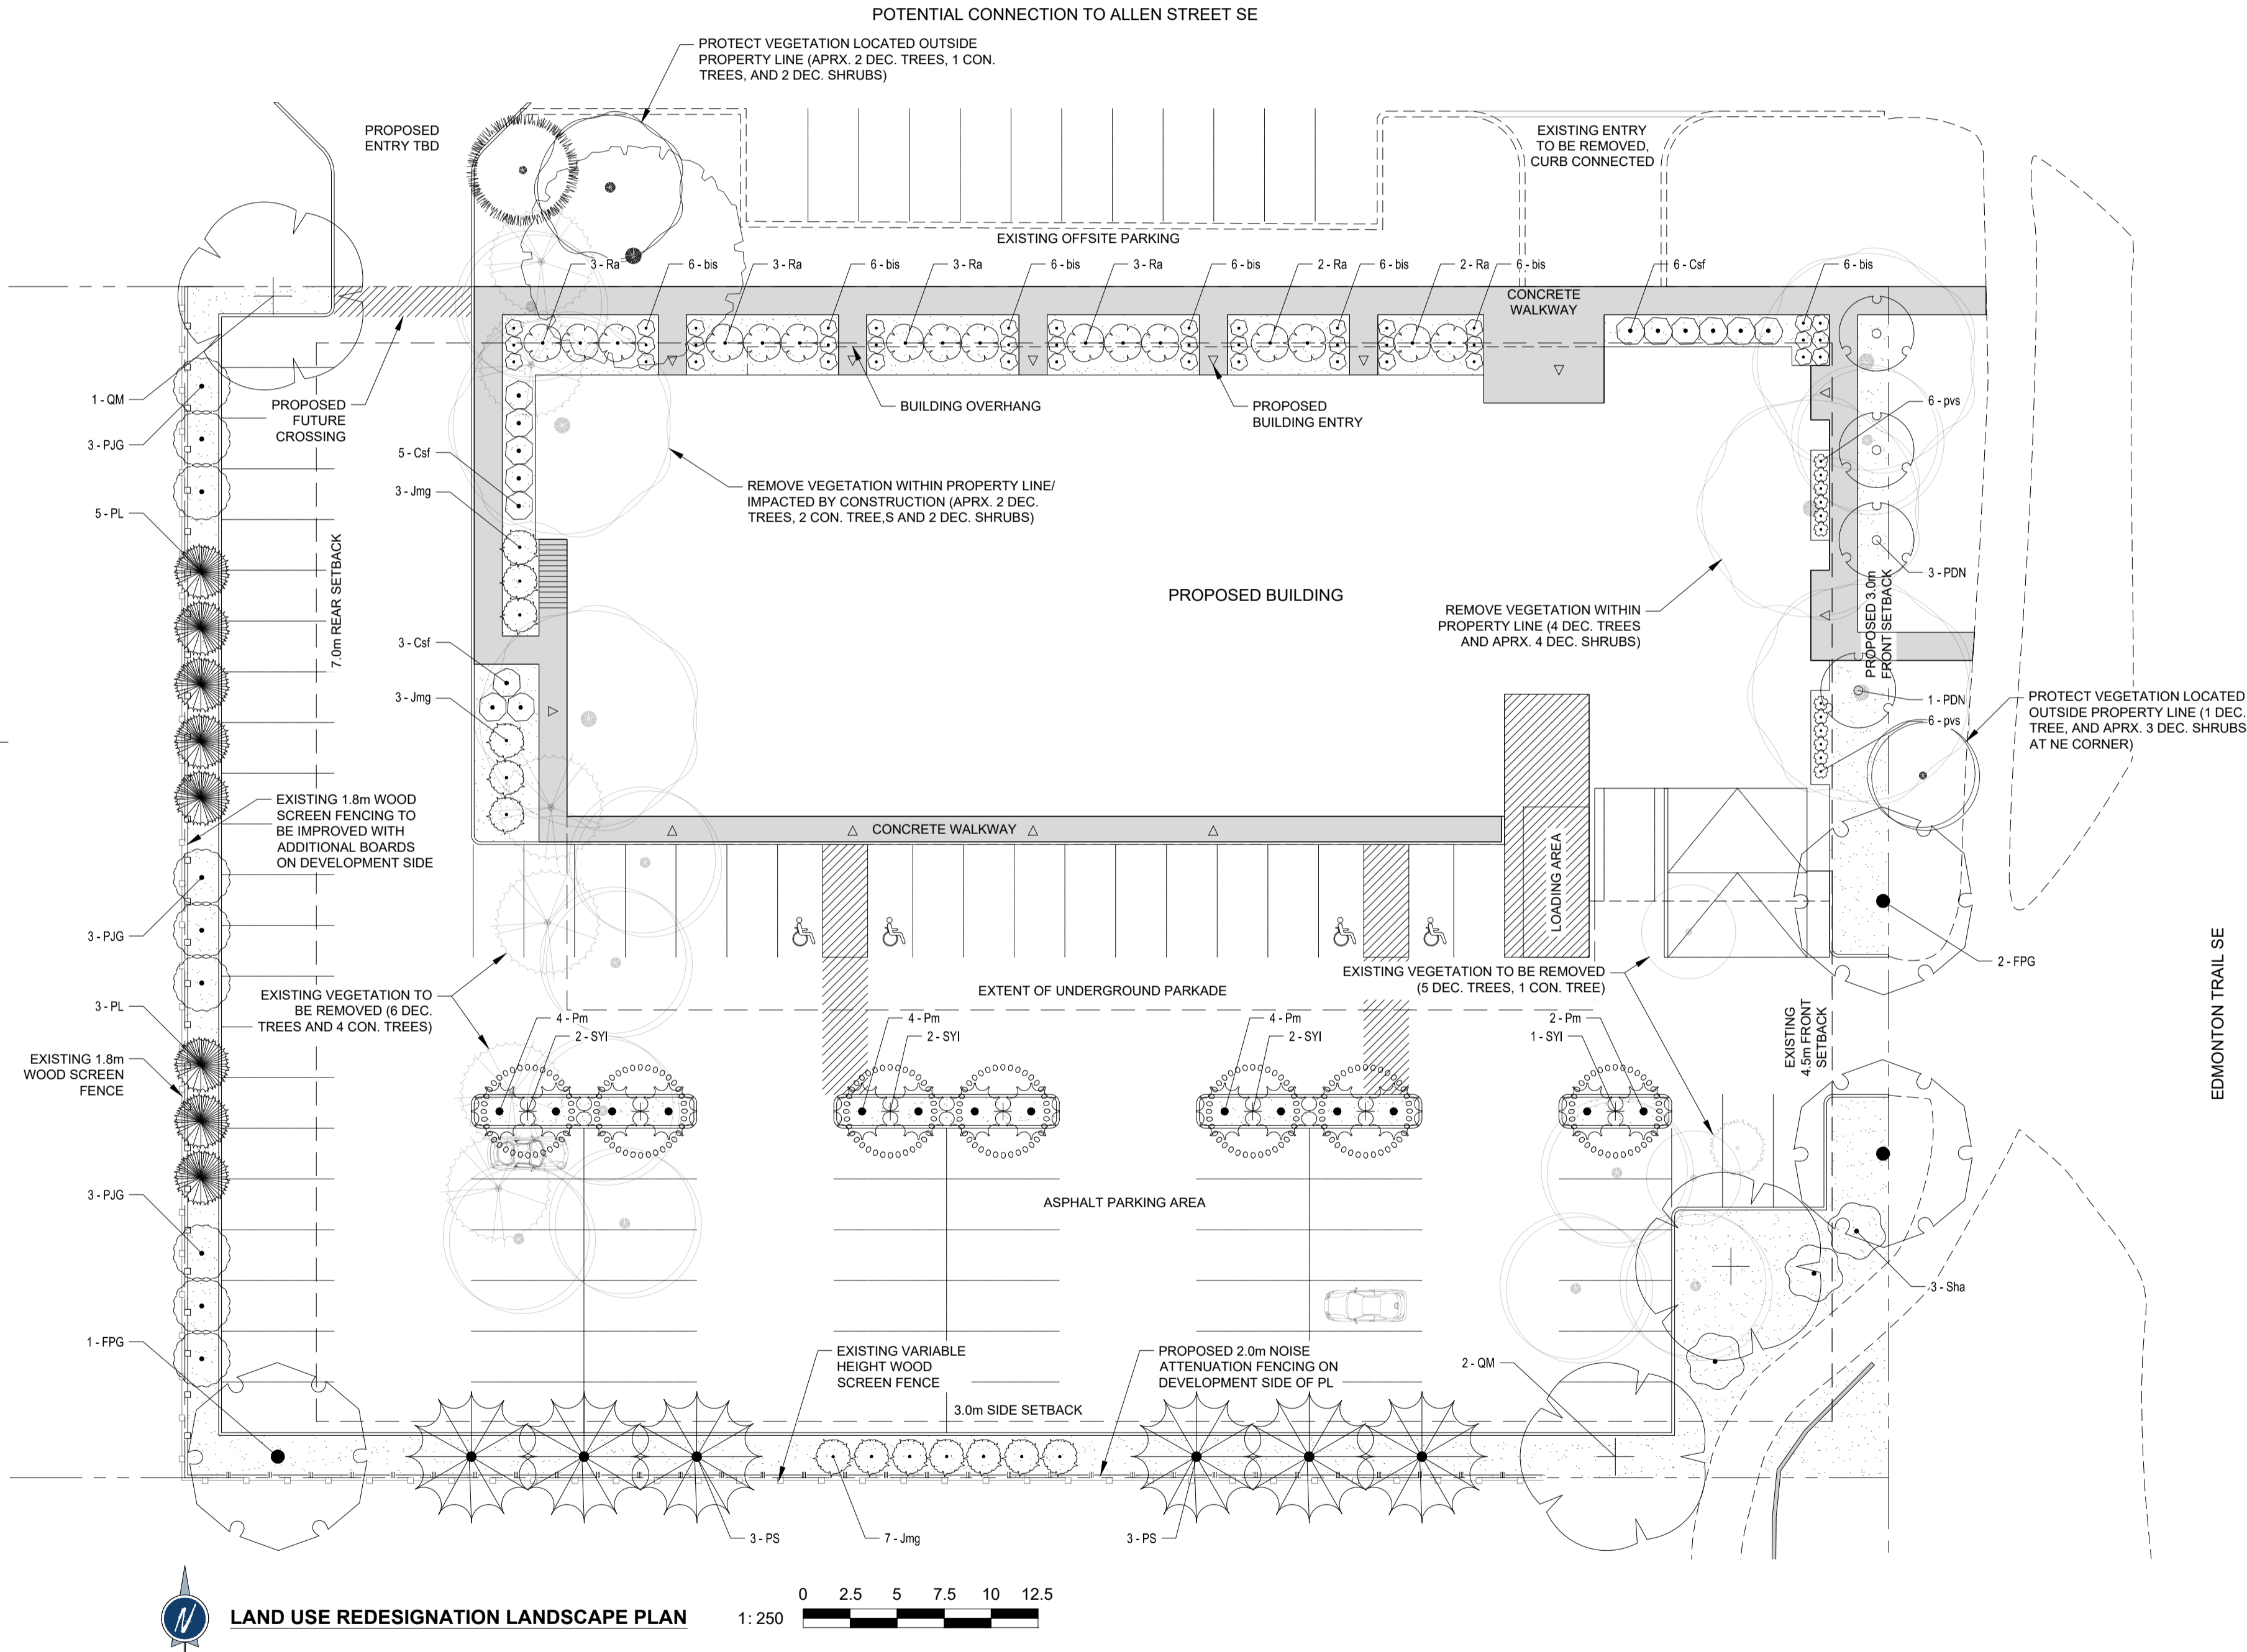 POTENTIAL CONNECTION TO ALLEN STREET SE
PROTECT VEGETATION LOCATED OUTSIDE
PROPERTY LINE (APRX. 2 DEC. TREES, 1 CON.
TREES, AND 2 DEC. SHRUBS)
PROPOSED
ENTRY TBD
EXISTING ENTRY
TO BE REMOVED,
CURB CONNECTED
EXISTING OFFSITE PARKING
3 - Ra
6 - bis
3 - Ra
6 - bis
3 - Ra
6 - bis
3 - Ra
6 - bis
2 - Ra
6 - bis
2 - Ra
6 - bis
6 - Csf
6 - bis
CONCRETE
WALKWAY
1 - QM
3 - PJG
PROPOSED
FUTURE
CROSSING
BUILDING OVERHANG
PROPOSED
BUILDING ENTRY
6 - pvs
5 - Csf
3 - Jmg
5 - PL
REMOVE VEGETATION WITHIN PROPERTY LINE/
IMPACTED BY CONSTRUCTION (APRX. 2 DEC.
TREES, 2 CON. TREE,S AND 2 DEC. SHRUBS)
7.0m REAR SETBACK
PROPOSED BUILDING
3 - PDN
REMOVE VEGETATION WITHIN
PROPERTY LINE (4 DEC. TREES
AND APRX. 4 DEC. SHRUBS)
PROPOSED 3.0m
FRONT SETBACK
3 - Csf
3 - Jmg
1 - PDN
6 - pvs
PROTECT VEGETATION LOCATED
OUTSIDE PROPERTY LINE (1 DEC.
TREE, AND APRX. 3 DEC. SHRUBS
AT NE CORNER)
EXISTING 1.8m WOOD
SCREEN FENCING TO
BE IMPROVED WITH
ADDITIONAL BOARDS
ON DEVELOPMENT SIDE
CONCRETE WALKWAY
LOADING AREA
3 - PJG
2 - FPG
EDMONTON TRAIL SE
EXISTING VEGETATION TO BE REMOVED
(5 DEC. TREES, 1 CON. TREE)
EXTENT OF UNDERGROUND PARKADE
3 - PL
EXISTING VEGETATION TO
BE REMOVED (6 DEC.
TREES AND 4 CON. TREES)
4 - Pm
2 - SYI
4 - Pm
2 - SYI
4 - Pm
2 - SYI
2 - Pm
1 - SYI
EXISTING
4.5m FRONT
SETBACK
EXISTING 1.8m
WOOD SCREEN
FENCE
3 - PJG
ASPHALT PARKING AREA
3 - Sha
1 - FPG
EXISTING VARIABLE
HEIGHT WOOD
SCREEN FENCE
PROPOSED 2.0m NOISE
ATTENUATION FENCING ON
DEVELOPMENT SIDE OF PL
2 - QM
3.0m SIDE SETBACK
3 - PS
7 - Jmg
3 - PS
N
LAND USE REDESIGNATION LANDSCAPE PLAN
1 : 250
0 2.5 5 7.5 10 12.5